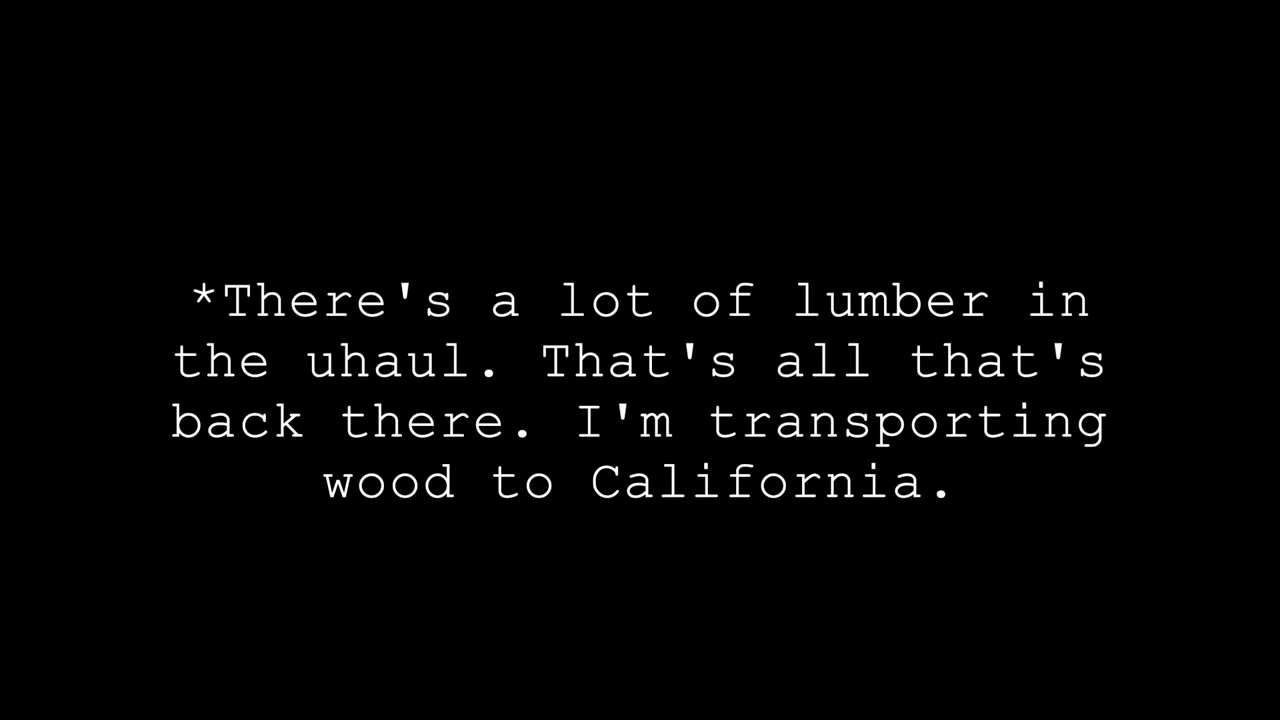 *There's a lot of lumber in
the uhaul. That's all that's
back there. I'm transporting
wood to California.